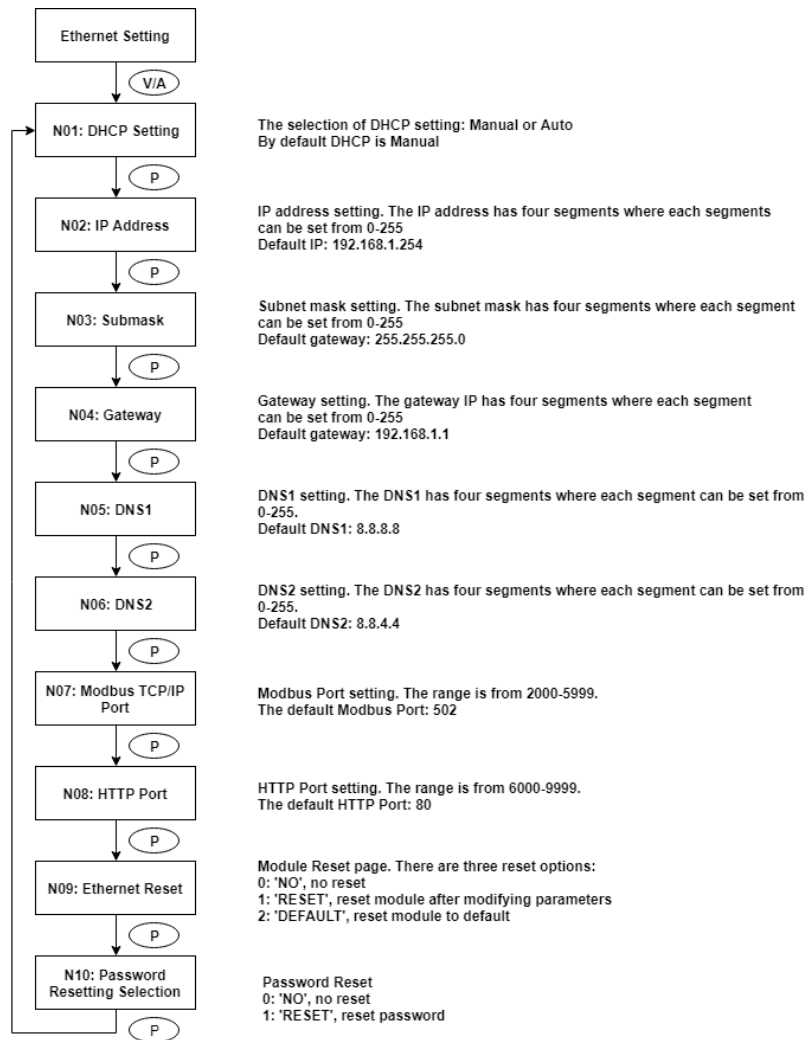 Ethernet Setting
V/A
N01: DHCP Setting
The selection of DHCP setting: Manual or Auto
By default DHCP is Manual
P
N02: IP Address
IP address setting. The IP address has four segments where each segments
can be set from 0-255
Default IP: 192.168.1.254
P
N03: Submask
Subnet mask setting. The subnet mask has four segments where each segment
can be set from 0-255
Default gateway: 255.255.255.0
P
N04: Gateway
Gateway setting. The gateway IP has four segments where each segment
can be set from 0-255
Default gateway: 192.168.1.1
P
N05: DNS1
DNS1 setting. The DNS1 has four segments where each segment can be set from
0-255.
Default DNS1: 8.8.8.8
P
N06: DNS2
DNS2 setting. The DNS2 has four segments where each segment can be set from
0-255.
Default DNS2: 8.8.4.4
P
N07: Modbus TCP/IP
Port
Modbus Port setting. The range is from 2000-5999.
The default Modbus Port: 502
P
N08: HTTP Port
HTTP Port setting. The range is from 6000-9999.
The default HTTP Port: 80
P
N09: Ethernet Reset
Module Reset page. There are three reset options:
0: 'NO', no reset
1: 'RESET', reset module after modifying parameters
2: 'DEFAULT', reset module to default
P
N10: Password
Resetting Selection
Password Reset
0: 'NO', no reset
1: 'RESET', reset password
P